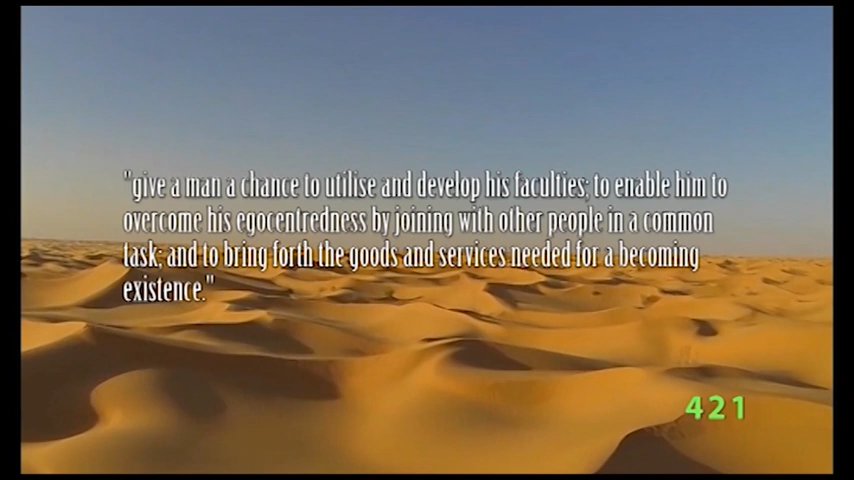 "give a man a chance to utilise and develop his faculties; to enable him to
overcome his egocentredness by joining with other people in a common
task; and to bring forth the goods and services needed for a becoming
existence."
421